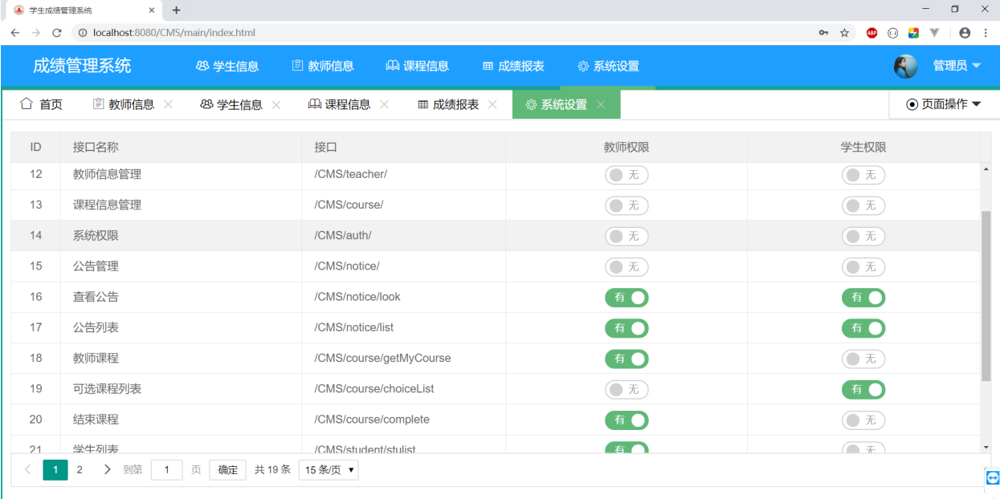 学生成绩管理系统
localhost:8080/CMS/main/index.html
ABP
成绩管理系统 学生信息 教师信息 课程信息 成绩报表 系统设置 管理员
首页 教师信息 学生信息 课程信息 成绩报表 系统设置 页面操作
ID 接口名称 接口 教师权限 学生权限
12 教师信息管理 /CMS/teacher/ 无 无
13 课程信息管理 /CMS/course/ 无 无
14 系统权限 /CMS/auth/ 无 无
15 公告管理 /CMS/notice/ 无 无
16 查看公告 /CMS/notice/look 有 有
17 公告列表 /CMS/notice/list 有 有
18 教师课程 /CMS/course/getMyCourse 有 无
19 可选课程列表 /CMS/course/choiceList 无 有
20 结束课程 /CMS/course/complete 有 无
21 学生列表 /CMS/student/stulist 有 无
1 2 到第 1 页 确定 共 19 条 15 条/页